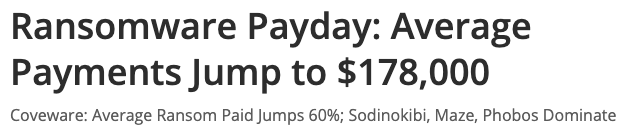 Ransomware Payday: Average
Payments Jump to $178,000
Coveware: Average Ransom Paid Jumps 60%; Sodinokibi, Maze, Phobos Dominate